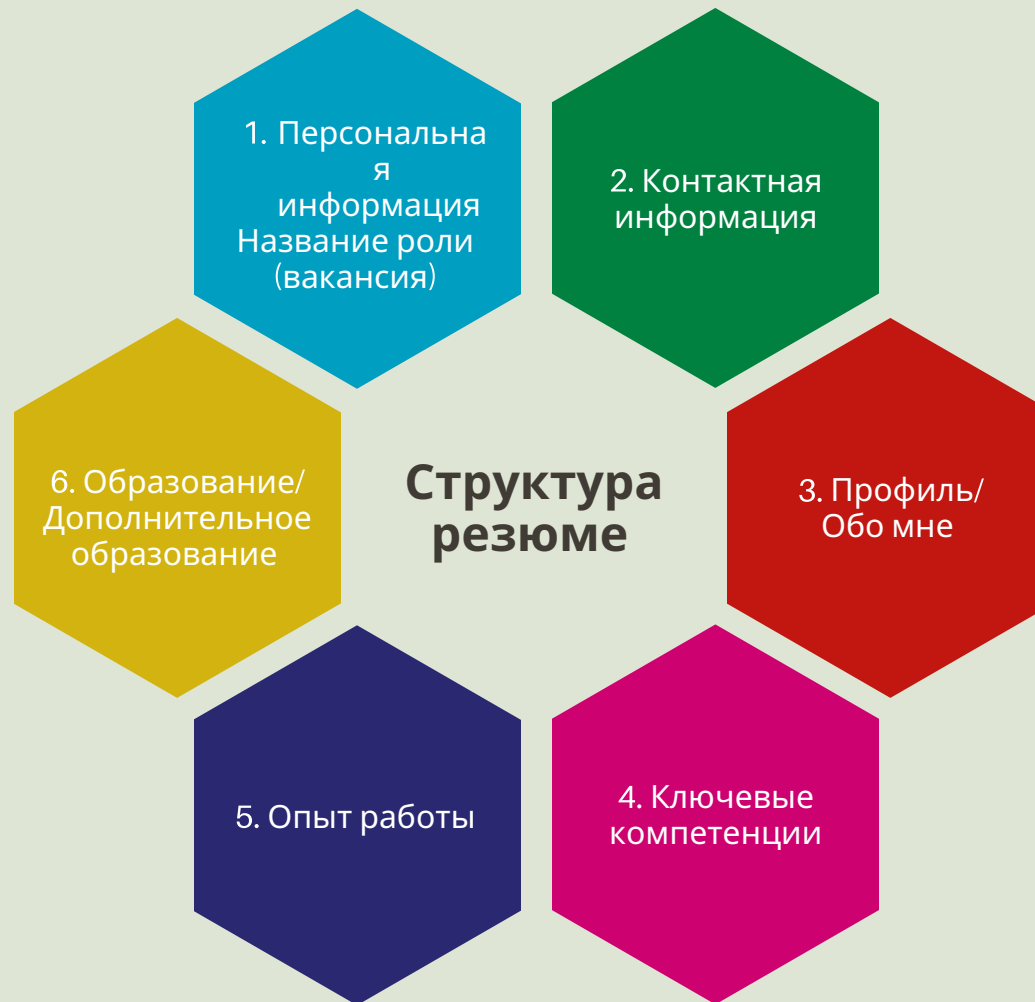 1. Персональна
я
информация
Название роли
(вакансия)
2. Контактная
информация
3. Профиль/
Обо мне
4. Ключевые
компетенции
5. Опыт работы
6. Образование/
Дополнительное
образование
Структура
резюме